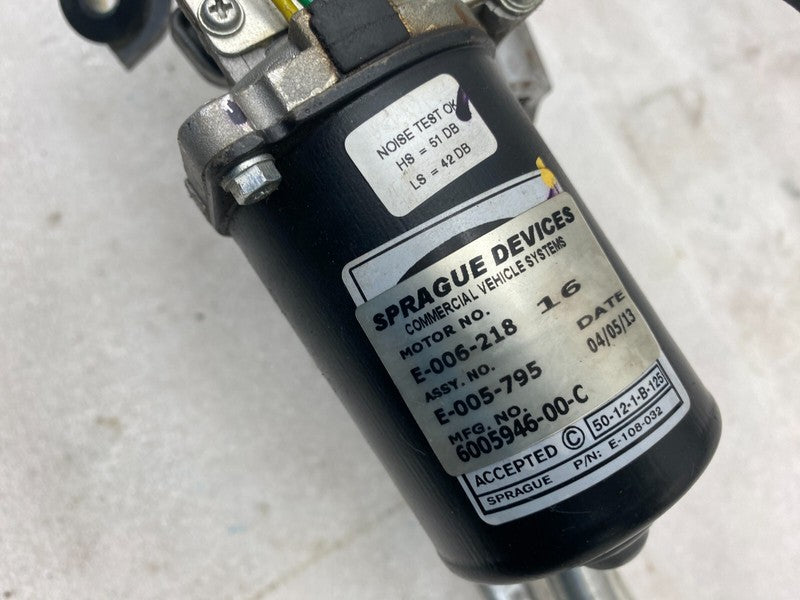 NOISE TEST OK
HS = 51 DB
LS = 42 DB
SPRAGUE DEVICES
COMMERCIAL VEHICLE SYSTEMS
MOTOR NO. 16
E-006-218 DATE
ASSY. NO. 04/05/13
E-005-795
MFG. NO.
6005946-00-C
ACCEPTED © 50-12-1-B-125
SPRAGUE P/N: E-108-032